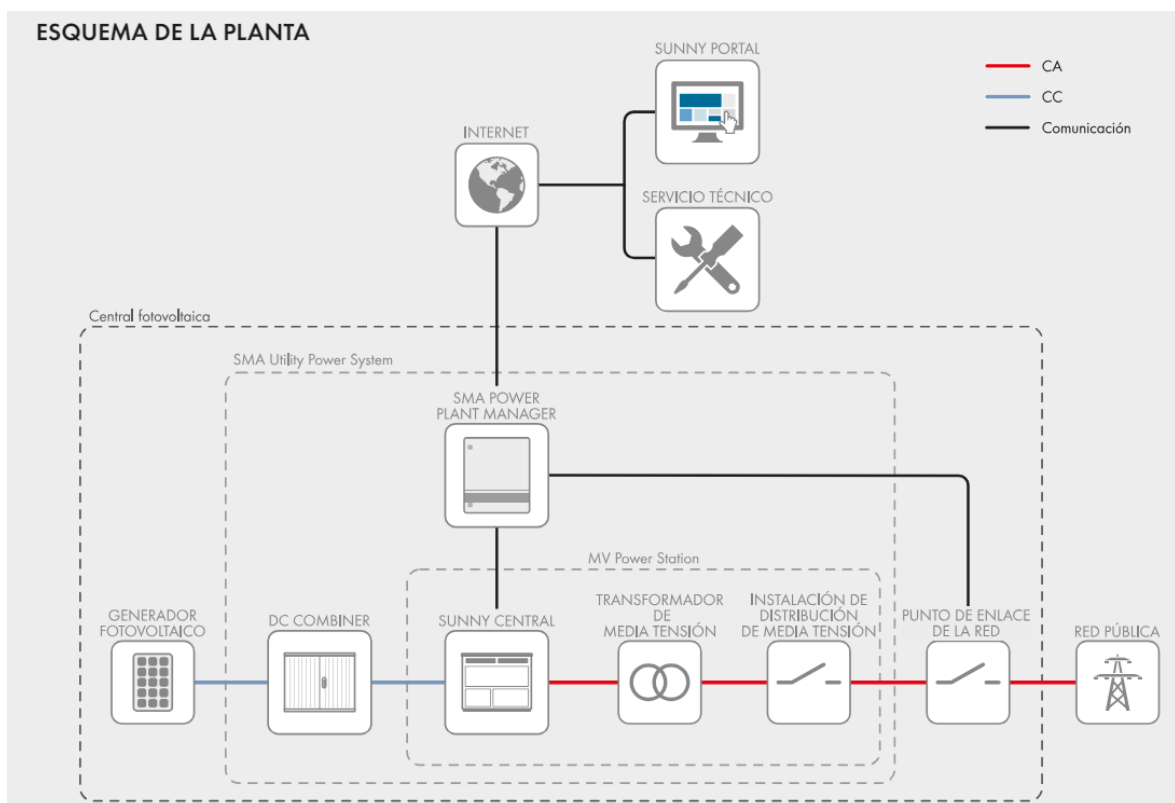 ESQUEMA DE LA PLANTA
SUNNY PORTAL
CA
CC
Comunicación
INTERNET
SERVICIO TÉCNICO
Central fotovoltaica
SMA Utility Power System
SMA POWER
PLANT MANAGER
MV Power Station
GENERADOR
FOTOVOLTAICO
DC COMBINER
SUNNY CENTRAL
TRANSFORMADOR
DE
MEDIA TENSIÓN
INSTALACIÓN DE
DISTRIBUCIÓN
DE MEDIA TENSIÓN
PUNTO DE ENLACE
DE LA RED
RED PÚBLICA